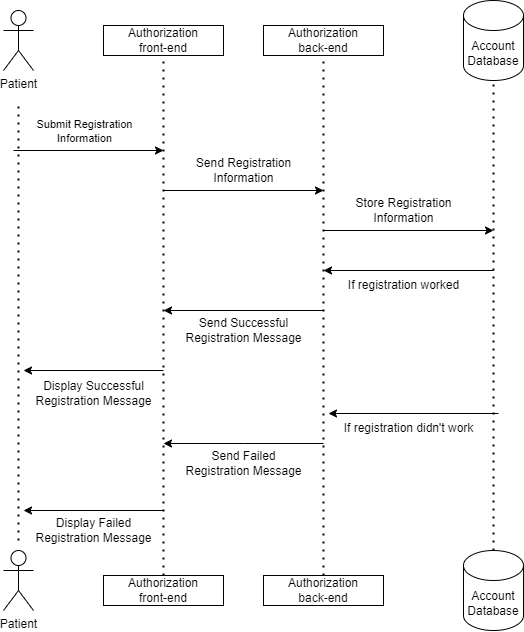 Patient
Authorization
front-end
Authorization
back-end
Account
Database
Submit Registration
Information
Send Registration
Information
Store Registration
Information
If registration worked
Send Successful
Registration Message
Display Successful
Registration Message
If registration didn't work
Send Failed
Registration Message
Display Failed
Registration Message
Patient
Authorization
front-end
Authorization
back-end
Account
Database